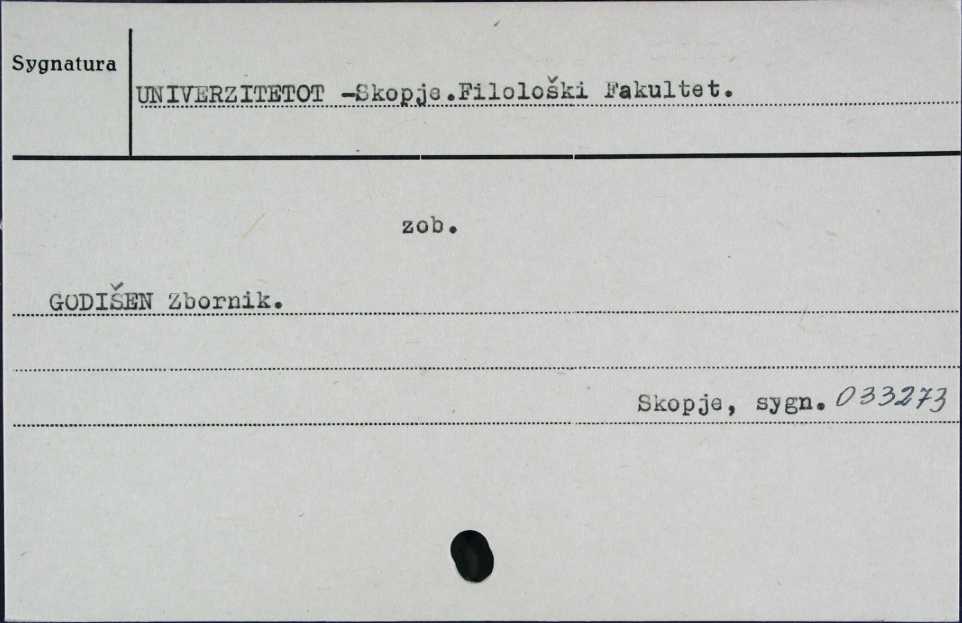 Sygnatura
UNIVERZITETOT -Skopje.Filološki Fakultet.
zob.
GODIŠEN Zbornik.
Skopje, sygn. 033273